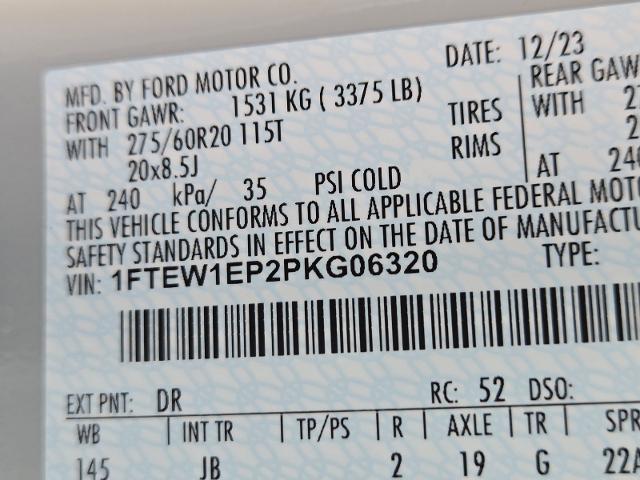 MFD. BY FORD MOTOR CO. DATE: 12/23
FRONT GAWR: 1531 KG ( 3375 LB) REAR GAW
WITH 275/60R20 115T TIRES WITH
20x8.5J RIMS
AT 240 kPa/ 35 PSI COLD AT
THIS VEHICLE CONFORMS TO ALL APPLICABLE FEDERAL MOTO
SAFETY STANDARDS IN EFFECT ON THE DATE OF MANUFACTU
VIN: 1FTEW1EP2PKG06320 TYPE:
EXT PNT: DR RC: 52 DSO:
WB INT TR TP/PS R AXLE TR SPR
145 JB 2 19 G 22A